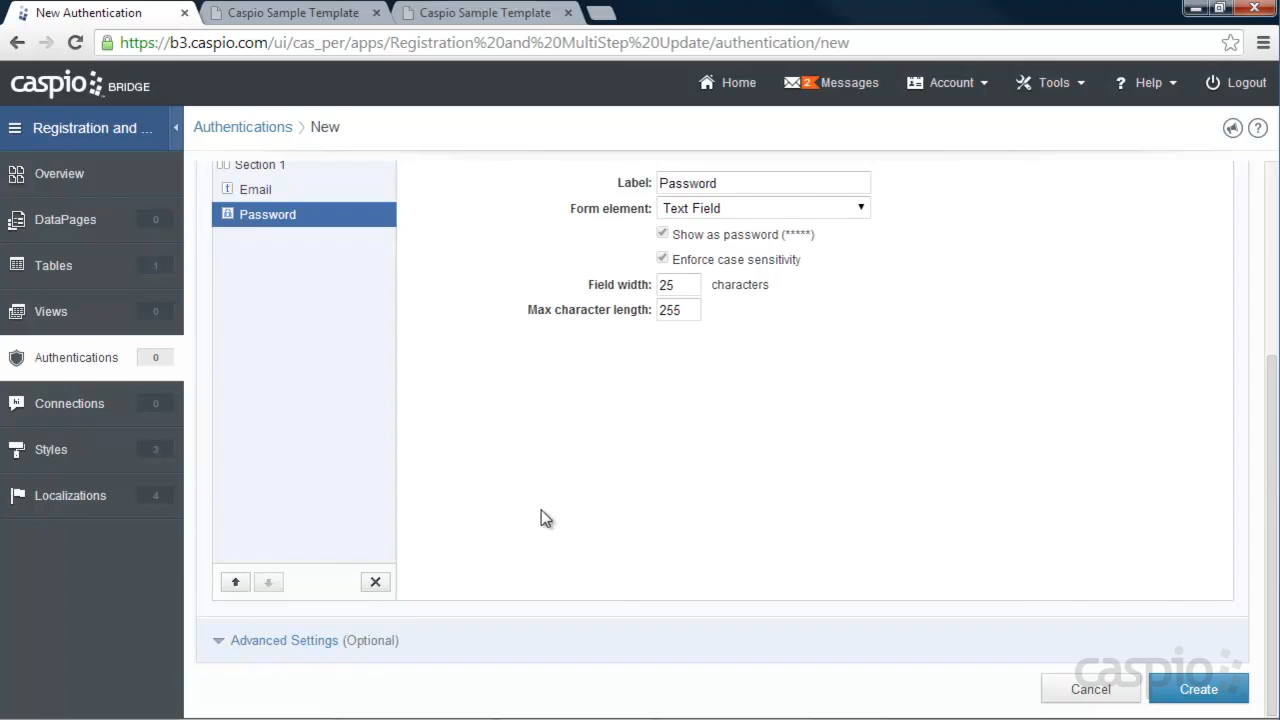 New Authentication
Caspio Sample Template
Caspio Sample Template
https://b3.caspio.com/ui/cas_per/apps/Registration%20and%20MultiStep%20Update/authentication/new
caspio BRIDGE
Home
2 Messages
Account
Tools
? Help
Logout
Registration and ...
Authentications 〉 New
?
Overview
DataPages 0
Tables 1
Views 0
Authentications 0
Connections 0
Styles 3
Localizations 4
Section 1
Email
Password
Label: Password
Form element: Text Field
Show as password (*****)
Enforce case sensitivity
Field width: 25 characters
Max character length: 255
Advanced Settings (Optional)
caspio
Cancel
Create